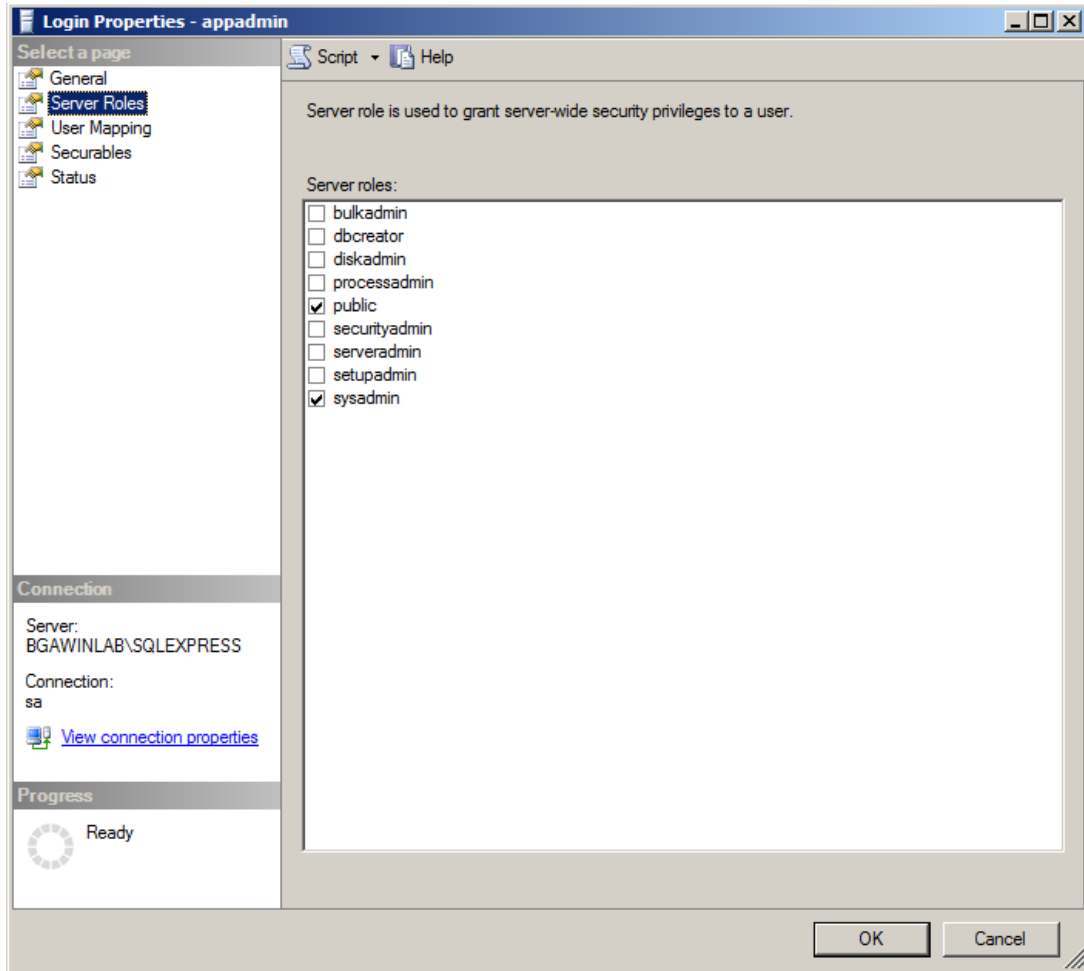 Login Properties - appadmin
Select a page
General
Server Roles
User Mapping
Securables
Status
Script
Help
Server role is used to grant server-wide security privileges to a user.
Server roles:
bulkadmin
dbcreator
diskadmin
processadmin
public
securityadmin
serveradmin
setupadmin
sysadmin
Connection
Server:
BGAWINLAB\SQLEXPRESS
Connection:
sa
View connection properties
Progress
Ready
OK
Cancel